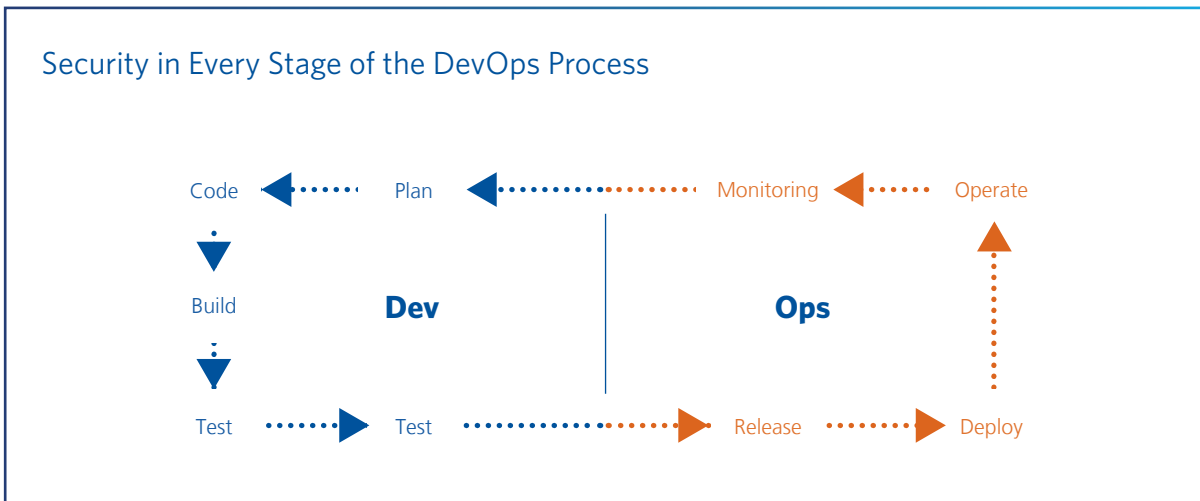 Security in Every Stage of the DevOps Process
Code Plan Monitoring Operate
Build Dev Ops
Test Test Release Deploy